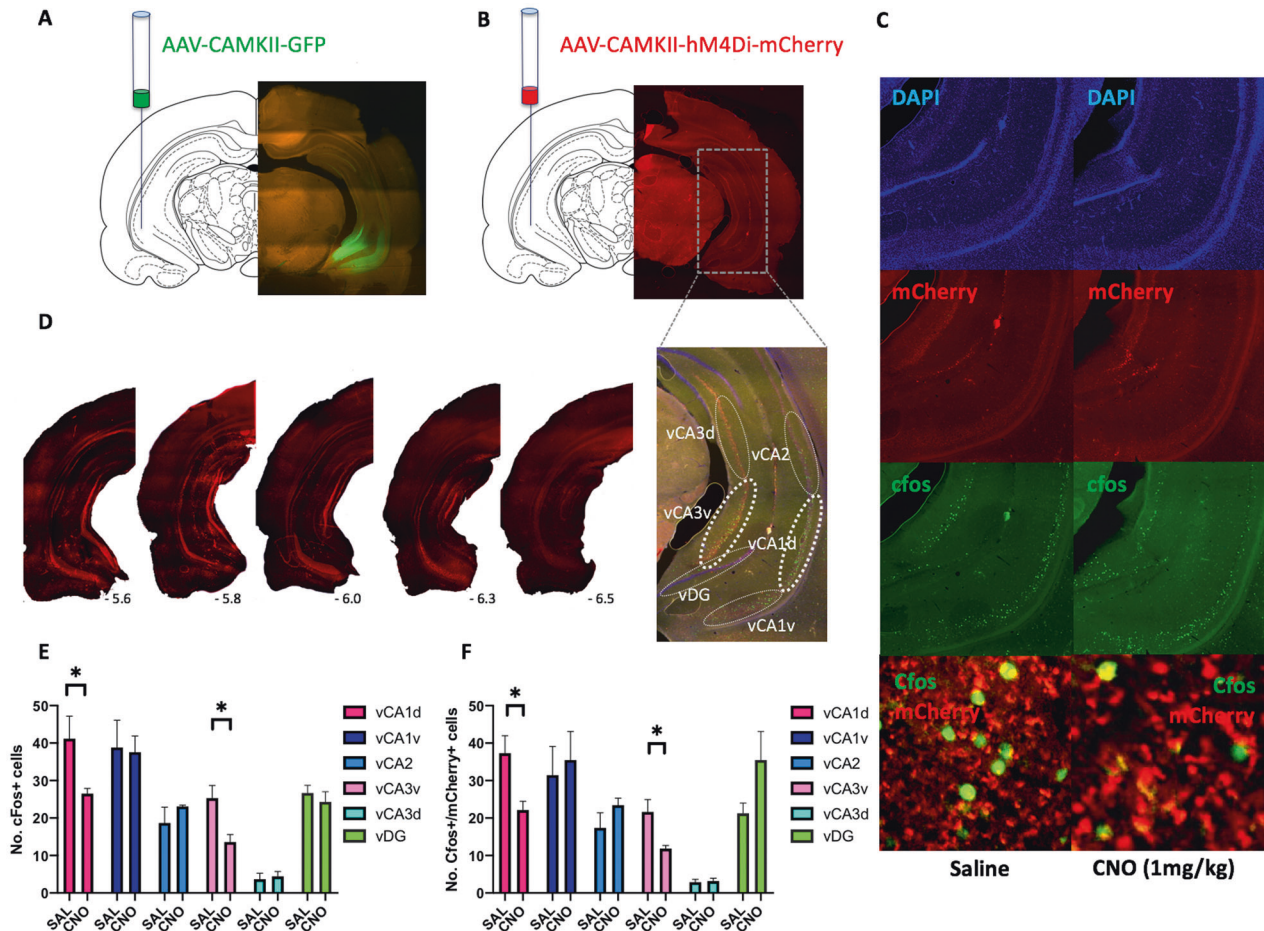 A
AAV-CAMKII-GFP
B
AAV-CAMKII-hM4Di-mCherry
C
DAPI
DAPI
mCherry
mCherry
cfos
cfos
Cfos
mCherry
Cfos
mCherry
Saline
CNO (1mg/kg)
D
- 5.6
- 5.8
- 6.0
- 6.3
- 6.5
vCA3d
vCA2
vCA3v
vCA1d
vDG
vCA1v
E
No. cFos+ cells
50
40
30
20
10
0
*
*
SAL
CNO
SAL
CNO
SAL
CNO
SAL
CNO
SAL
CNO
SAL
CNO
vCA1d
vCA1v
vCA2
vCA3v
vCA3d
vDG
F
No. Cfos+/mCherry+ cells
50
40
30
20
10
0
*
*
SAL
CNO
SAL
CNO
SAL
CNO
SAL
CNO
SAL
CNO
SAL
CNO
vCA1d
vCA1v
vCA2
vCA3v
vCA3d
vDG